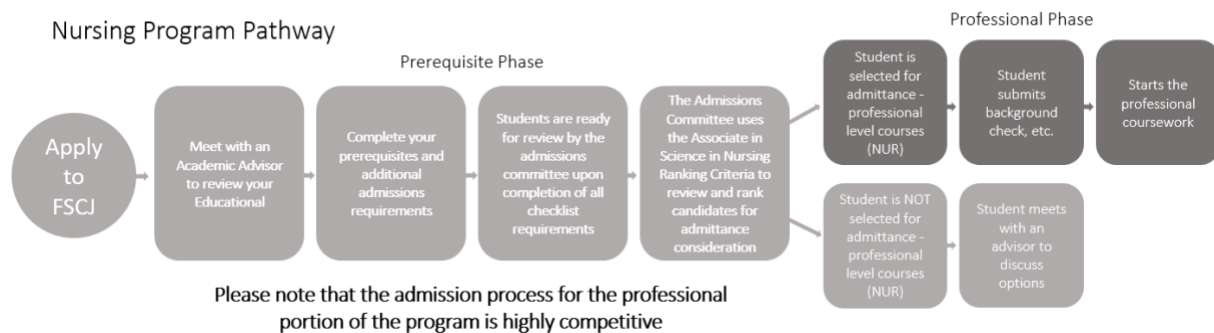 Nursing Program Pathway
Prerequisite Phase
Professional Phase
Apply
to
FSCJ
Meet with an
Academic Advisor
to review your
Educational
Complete your
prerequisites and
additional
admissions
requirements
Students are ready
for review by the
admissions
committee upon
completion of all
checklist
requirements
The Admissions
Committee uses
the Associate in
Science in Nursing
Ranking Criteria to
review and rank
candidates for
admittance
consideration
Student is
selected for
admittance -
professional
level courses
(NUR)
Student
submits
background
check, etc.
Starts the
professional
coursework
Student is NOT
selected for
admittance -
professional
level courses
(NUR)
Student meets
with an
advisor to
discuss
options
Please note that the admission process for the professional
portion of the program is highly competitive